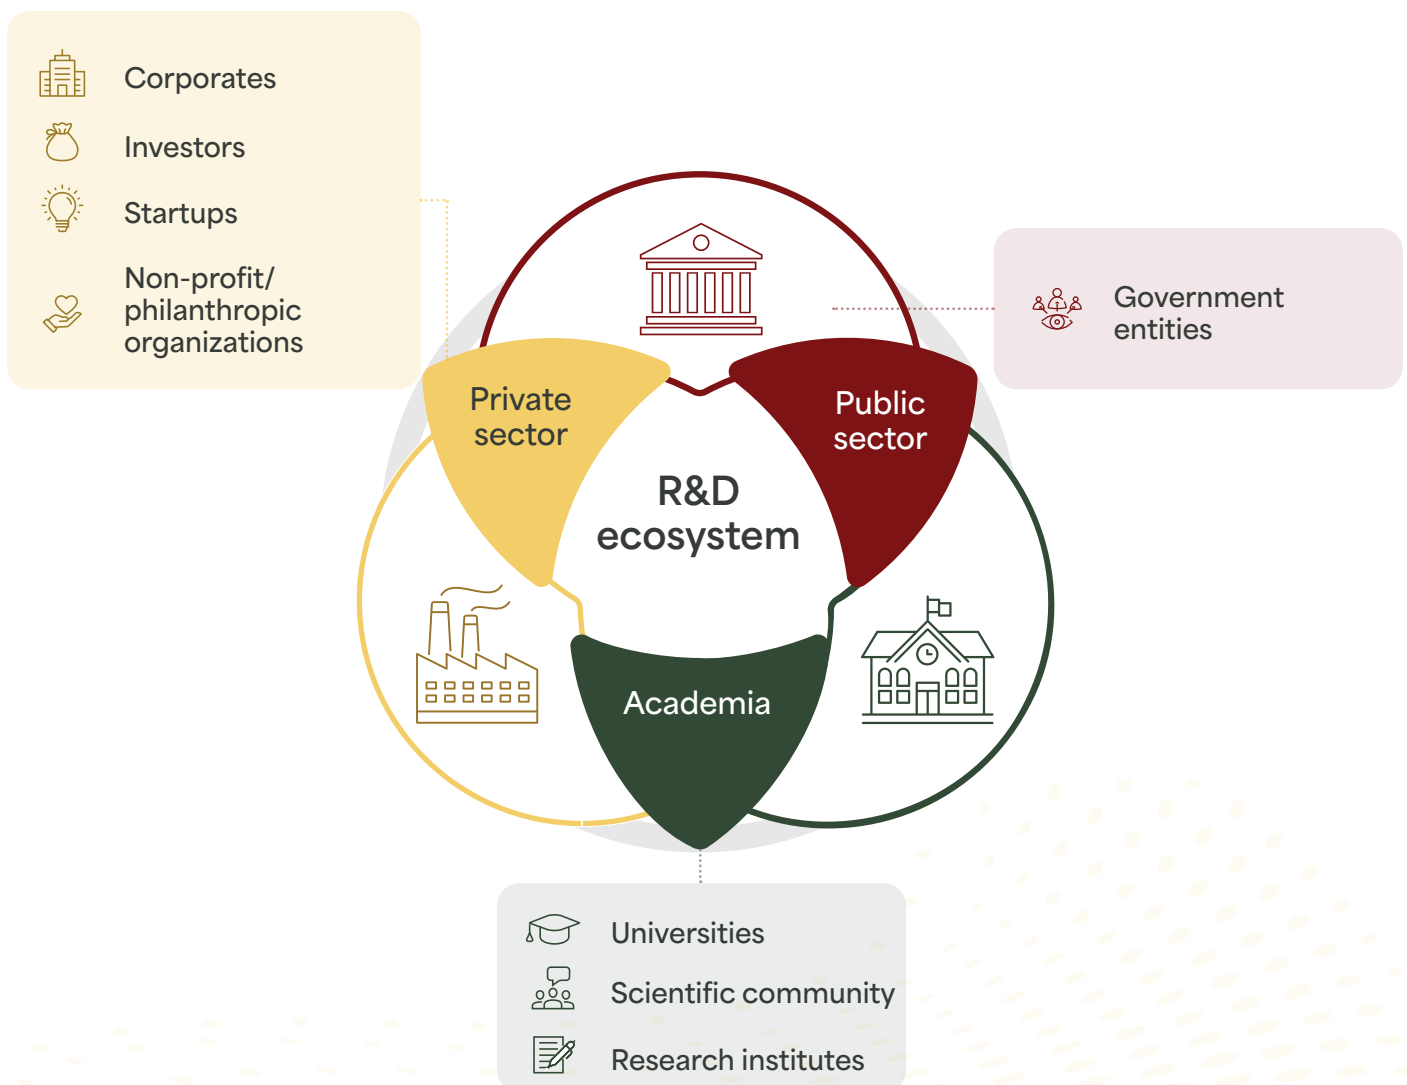 Corporates
Investors
Startups
Non-profit/
philanthropic
organizations
Government
entities
Private
sector
Public
sector
R&D
ecosystem
Academia
Universities
Scientific community
Research institutes